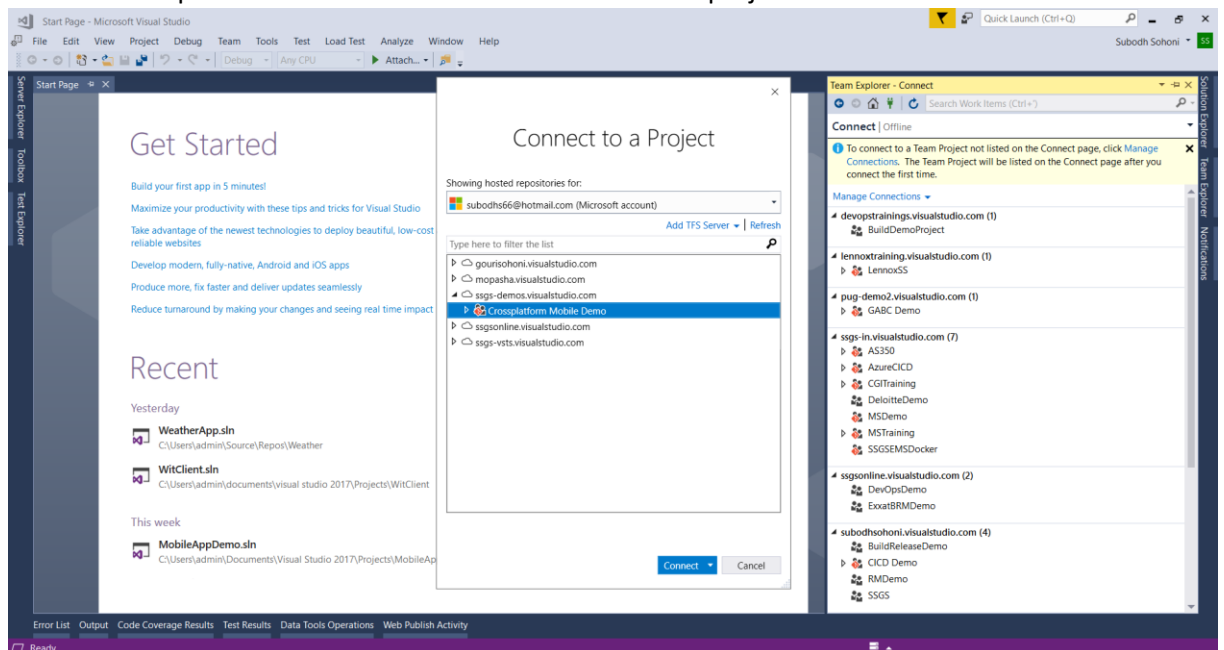 Start Page - Microsoft Visual Studio
Quick Launch (Ctrl+Q)
File Edit View Project Debug Team Tools Test Load Test Analyze Window Help
Subodh Sohoni SS
Debug Any CPU Attach...
Server Explorer
Toolbox
Test Explorer
Start Page
Get Started
Build your first app in 5 minutes!
Maximize your productivity with these tips and tricks for Visual Studio
Take advantage of the newest technologies to deploy beautiful, low-cost
reliable websites
Develop modern, fully-native, Android and iOS apps
Produce more, fix faster and deliver updates seamlessly
Reduce turnaround by making your changes and seeing real time impact
Recent
Yesterday
WeatherApp.sln
C:\Users\admin\Source\Repos\Weather
WitClient.sln
C:\Users\admin\documents\visual studio 2017\Projects\WitClient
This week
MobileAppDemo.sln
C:\Users\admin\Documents\Visual Studio 2017\Projects\MobileAp
Connect to a Project
Showing hosted repositories for:
subodhs66@hotmail.com (Microsoft account)
Add TFS Server | Refresh
Type here to filter the list
gourisohoni.visualstudio.com
mopasha.visualstudio.com
ssgs-demos.visualstudio.com
Crossplatform Mobile Demo
ssgsonline.visualstudio.com
ssgs-vsts.visualstudio.com
Connect Cancel
Team Explorer - Connect
Search Work Items (Ctrl+')
Connect | Offline
To connect to a Team Project not listed on the Connect page, click Manage
Connections. The Team Project will be listed on the Connect page after you
connect the first time.
Manage Connections
devopstrainings.visualstudio.com (1)
BuildDemoProject
lennoxtraining.visualstudio.com (1)
LennoxSS
pug-demo2.visualstudio.com (1)
GABC Demo
ssgs-in.visualstudio.com (7)
AS350
AzureCICD
CGITraining
DeloitteDemo
MSDemo
MSTraining
SSGSEMSDocker
ssgsonline.visualstudio.com (2)
DevOpsDemo
ExxatBRMDemo
subodhsohoni.visualstudio.com (4)
BuildReleaseDemo
CICD Demo
RMDemo
SSGS
Solution Explorer
Team Explorer
Notifications
Error List Output Code Coverage Results Test Results Data Tools Operations Web Publish Activity
Ready